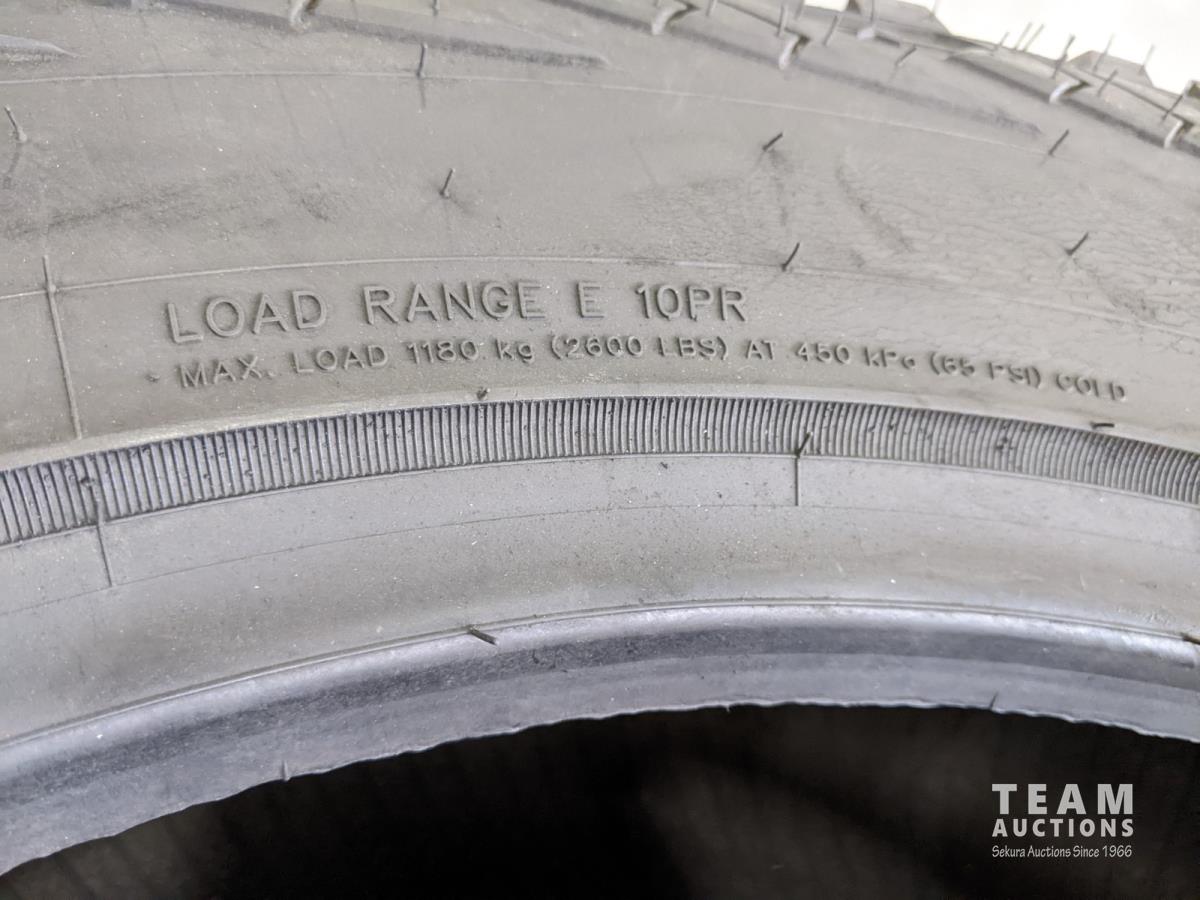 LOAD RANGE E 10PR
MAX. LOAD 1180 kg (2600 LBS) AT 450 kPa (65 PSI) COLD
TEAM
AUCTIONS
Sekura Auctions Since 1966